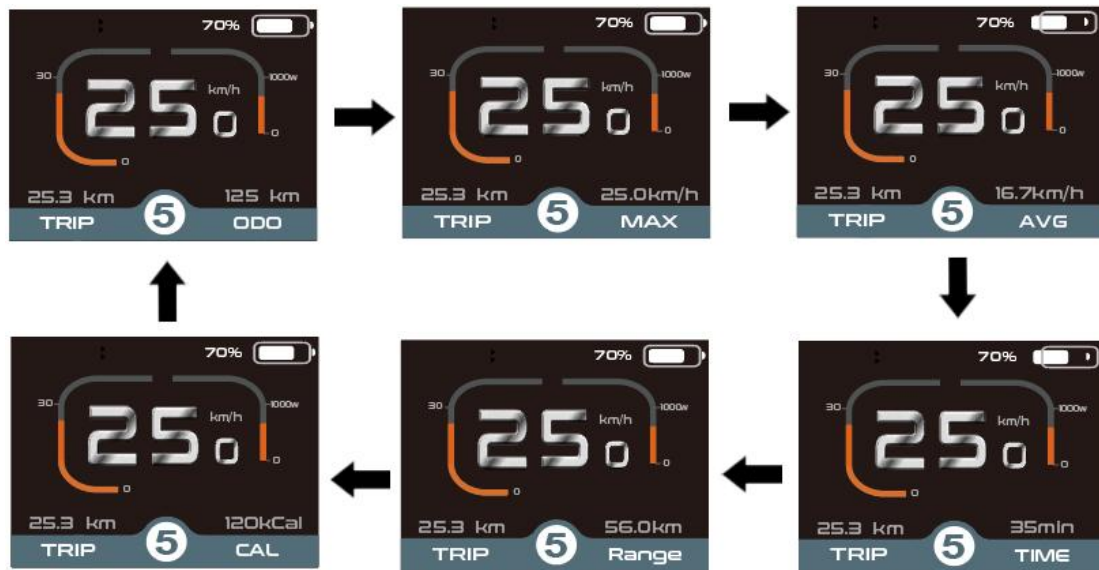 70%
30
1000w
km/h
25.0
0
0
25.3 km
125 km
TRIP
5
ODO
70%
km/h
25.0
0
0
25.3 km
25.0km/h
TRIP
5
MAX
70%
30
1000w
km/h
25.0
0
0
25.3 km
16.7km/h
TRIP
5
AVG
70%
30
1000w
km/h
25.0
0
0
25.3 km
120kCal
TRIP
5
CAL
70%
30
1000w
km/h
25.0
0
0
25.3 km
56.0km
TRIP
5
Range
70%
30
1000w
km/h
25.0
0
0
25.3 km
35min
TRIP
5
TIME